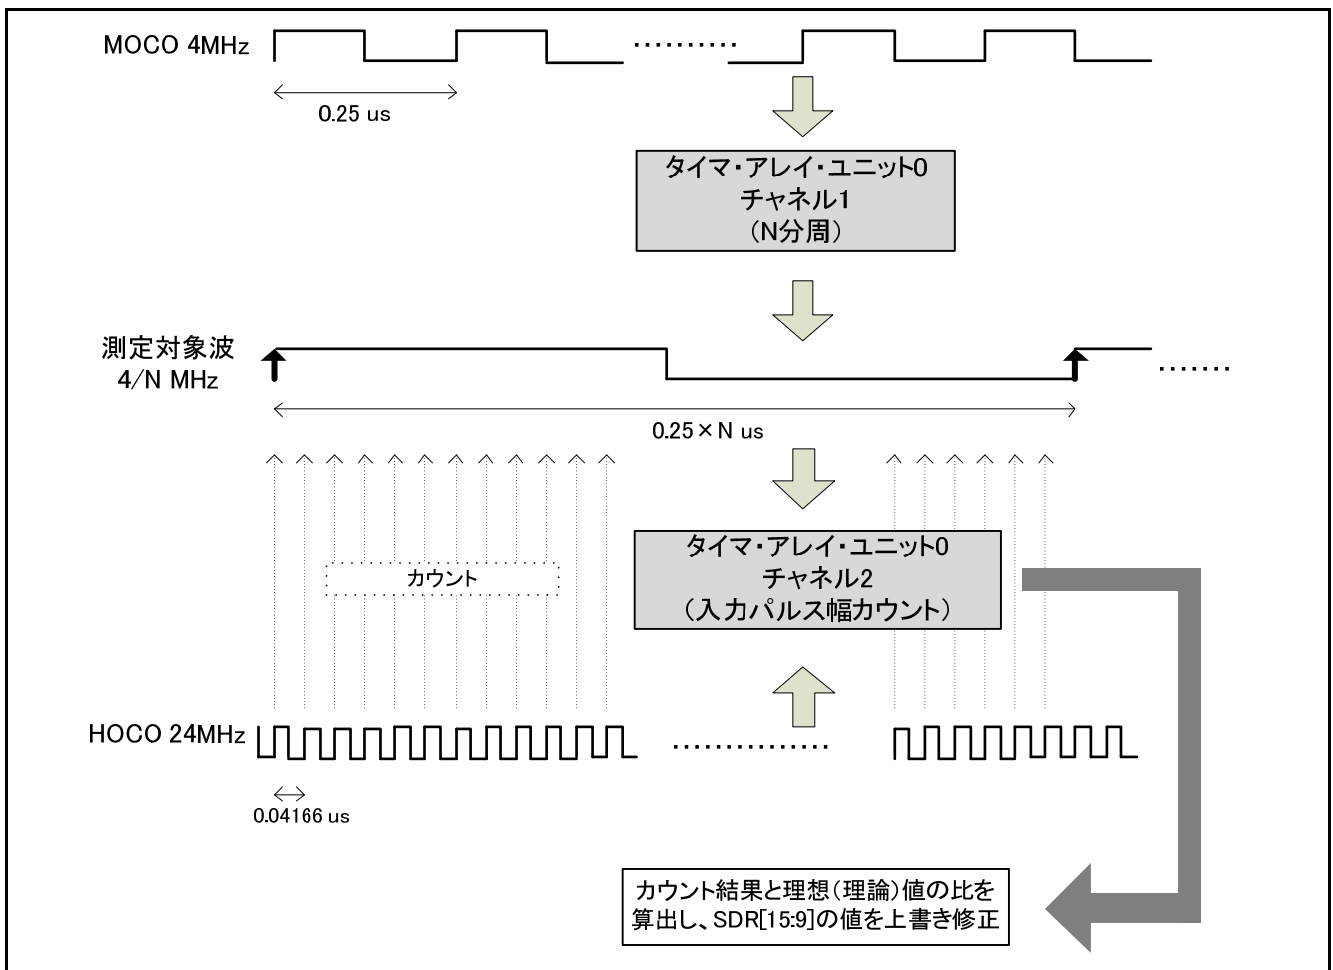 MOCO 4MHz
0.25 us
タイマ・アレイ・ユニット0
チャネル1
(N分周)
測定対象波
4/N MHz
0.25×N us
カウント
タイマ・アレイ・ユニット0
チャネル2
(入力パルス幅カウント)
HOCO 24MHz
0.04166 us
カウント結果と理想(理論)値の比を
算出し、SDR[15:9]の値を上書き修正